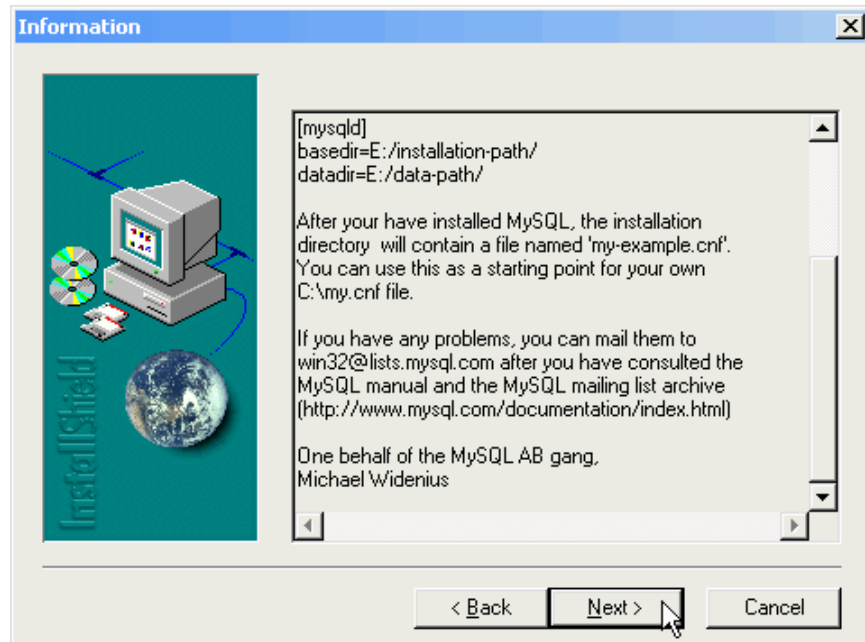 Information
[mysqld]
basedir=E:/installation-path/
datadir=E:/data-path/
After your have installed MySQL, the installation
directory  will contain a file named 'my-example.cnf'.
You can use this as a starting point for your own
C:\my.cnf file.
If you have any problems, you can mail them to
win32@lists.mysql.com after you have consulted the
MySQL manual and the MySQL mailing list archive
(http://www.mysql.com/documentation/index.html)
One behalf of the MySQL AB gang,
Michael Widenius
InstallShield
< Back
Next >
Cancel